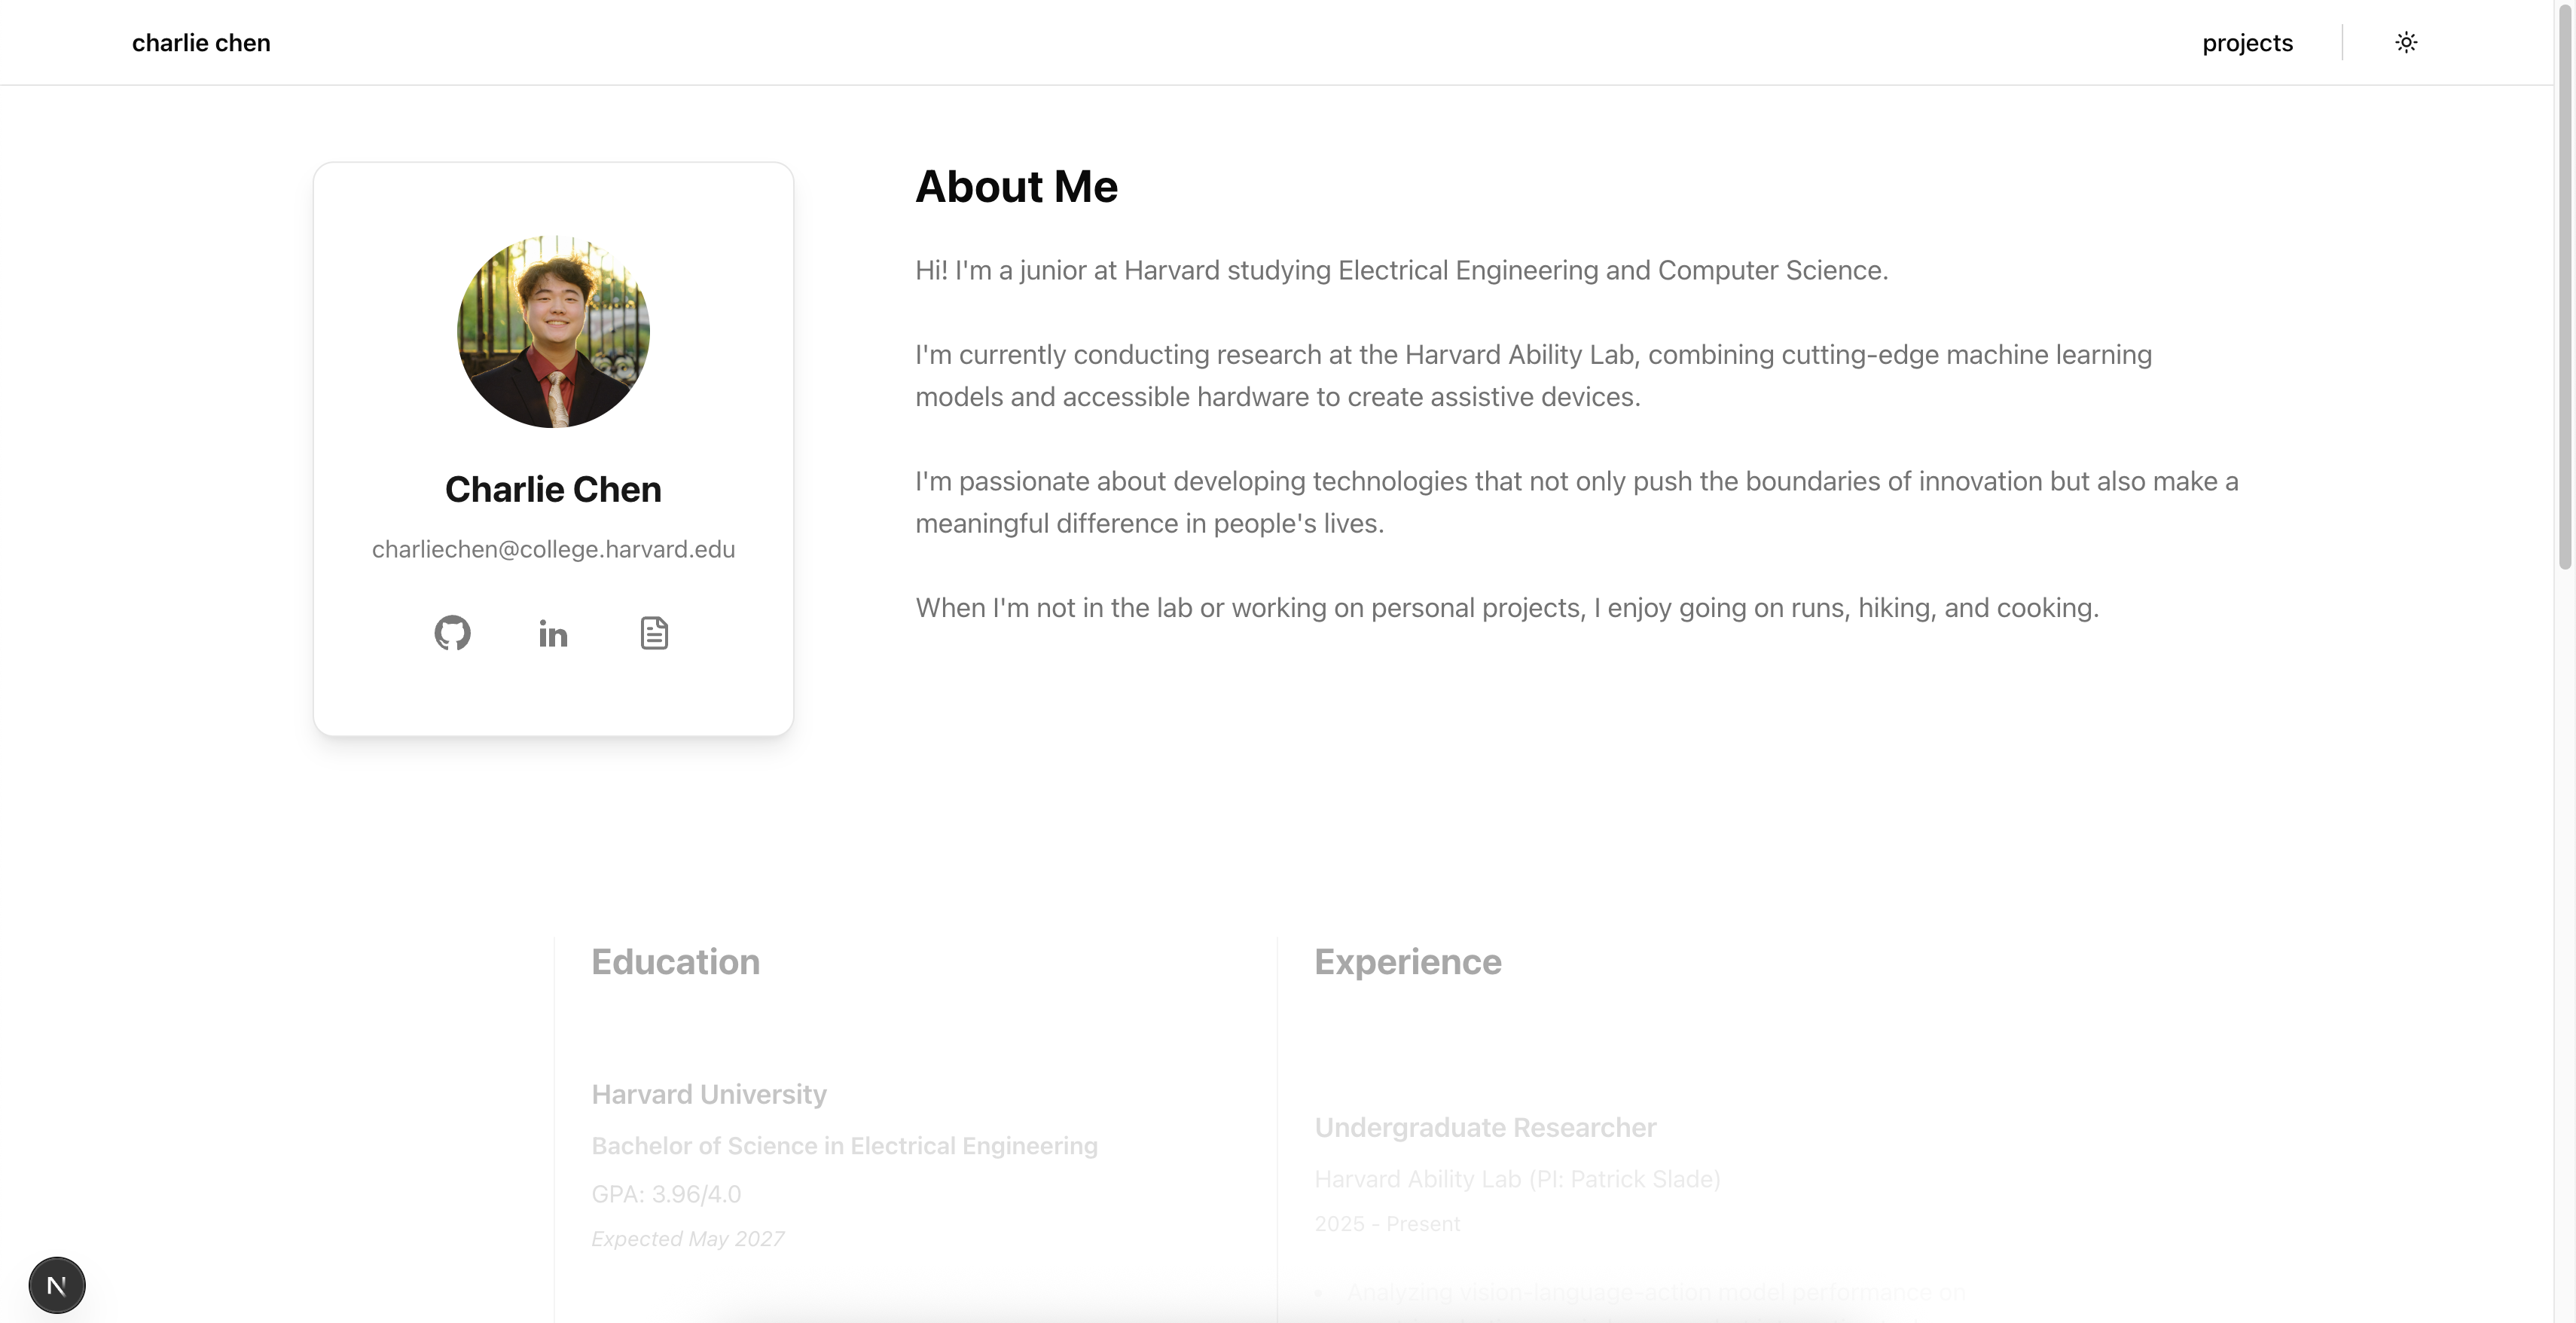 charlie chen
projects
Charlie Chen
charliechen@college.harvard.edu
in
About Me
Hi! I'm a junior at Harvard studying Electrical Engineering and Computer Science.
I'm currently conducting research at the Harvard Ability Lab, combining cutting-edge machine learning
models and accessible hardware to create assistive devices.
I'm passionate about developing technologies that not only push the boundaries of innovation but also make a
meaningful difference in people's lives.
When I'm not in the lab or working on personal projects, I enjoy going on runs, hiking, and cooking.
Education
Harvard University
Bachelor of Science in Electrical Engineering
GPA: 3.96/4.0
Expected May 2027
Experience
Undergraduate Researcher
Harvard Ability Lab (PI: Patrick Slade)
2025 - Present
• Analyzing vision-language-action model performance on
N